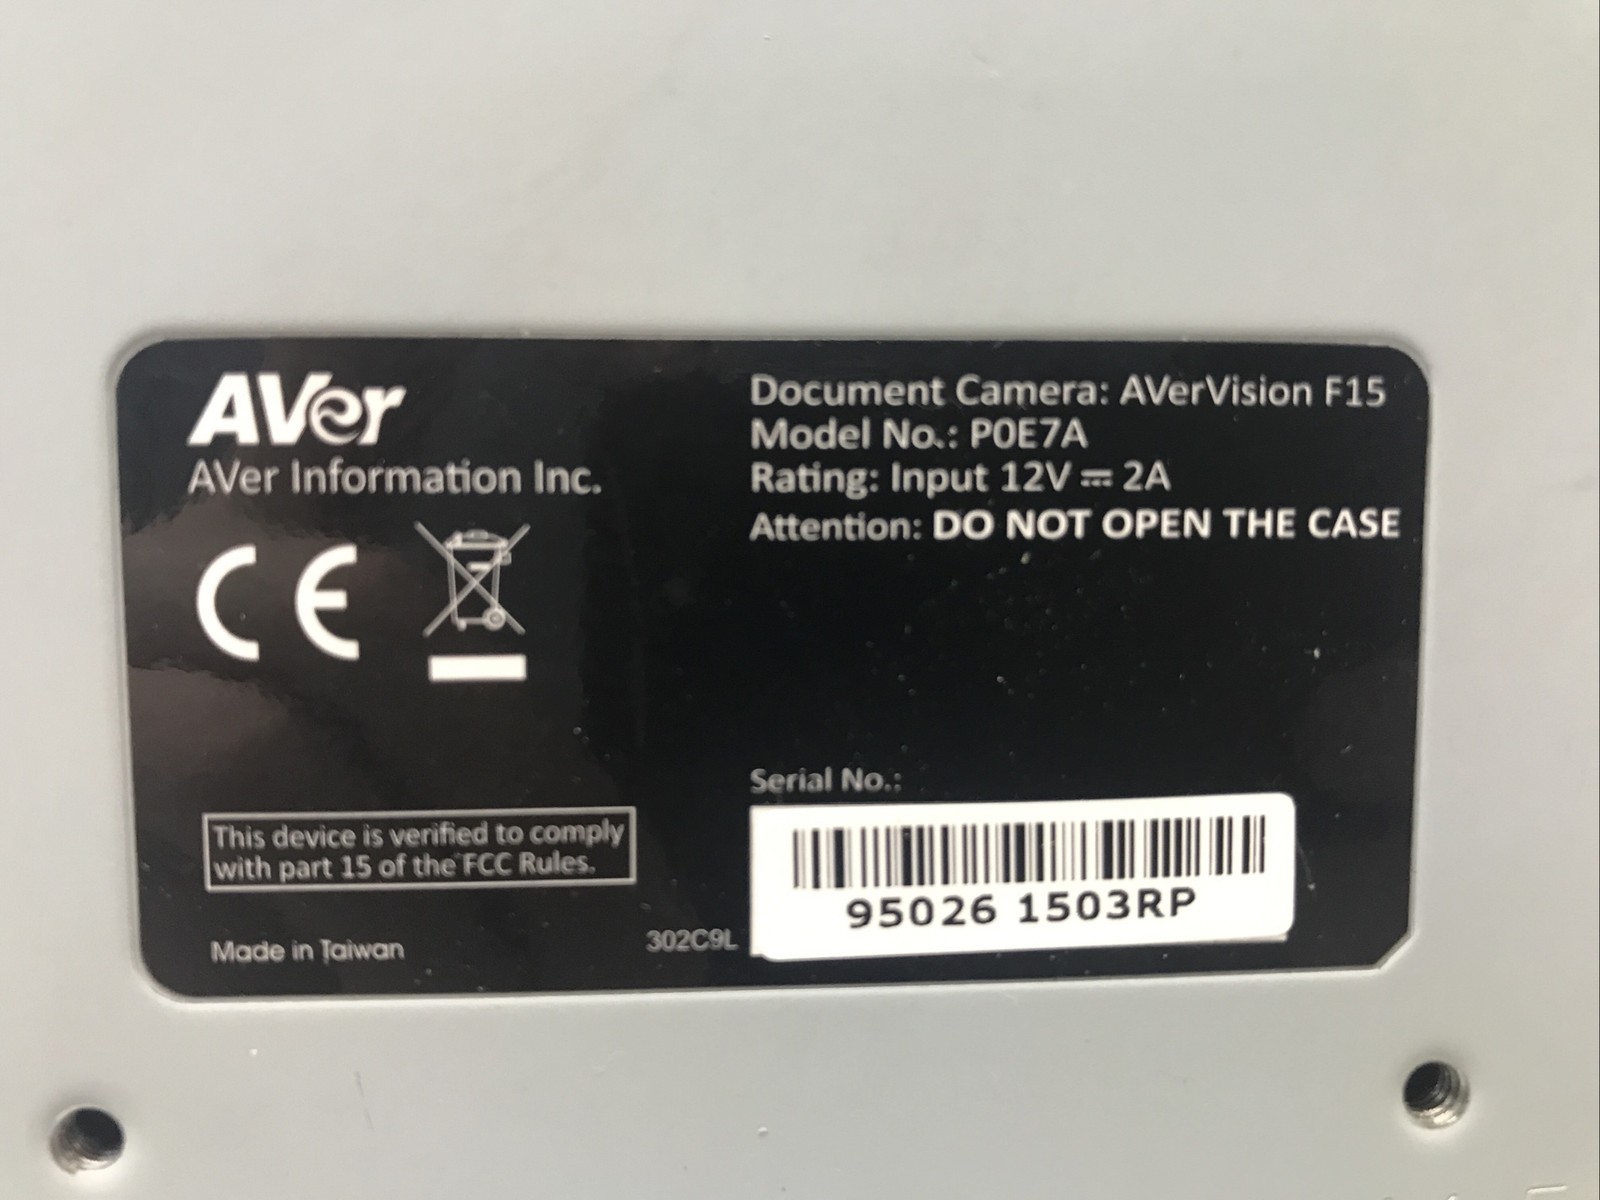 AVer
AVer Information Inc.
CE
This device is verified to comply
with part 15 of the FCC Rules.
Made in Taiwan
302C9L
Document Camera: AVerVision F15
Model No.: P0E7A
Rating: Input 12V ⎓ 2A
Attention: DO NOT OPEN THE CASE
Serial No.:
95026 1503RP